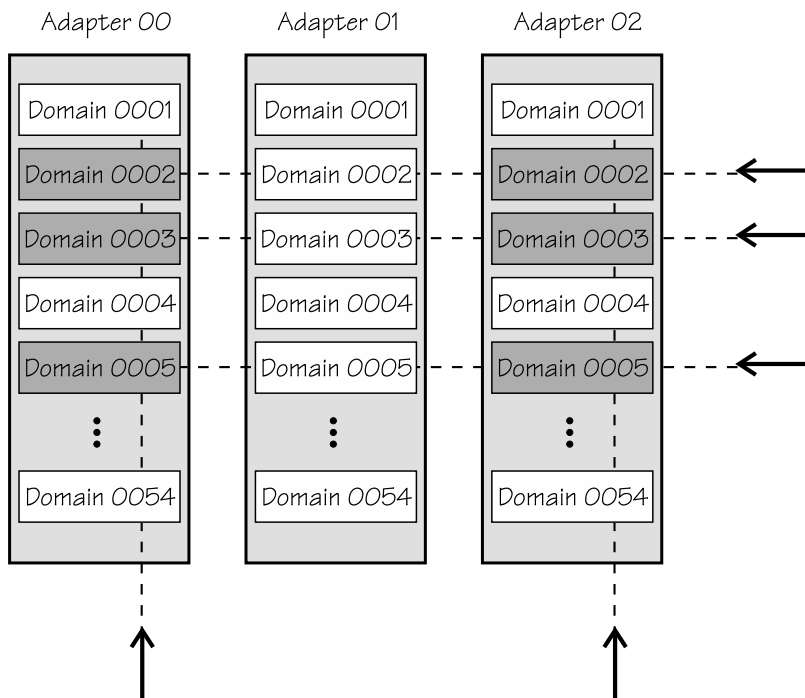 Adapter 00
Adapter 01
Adapter 02
Domain 0001
Domain 0001
Domain 0001
Domain 0002
Domain 0002
Domain 0002
Domain 0003
Domain 0003
Domain 0003
Domain 0004
Domain 0004
Domain 0004
Domain 0005
Domain 0005
Domain 0005
Domain 0054
Domain 0054
Domain 0054